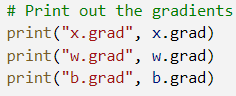 # Print out the gradients
print("x.grad", x.grad)
print("w.grad", w.grad)
print("b.grad", b.grad)